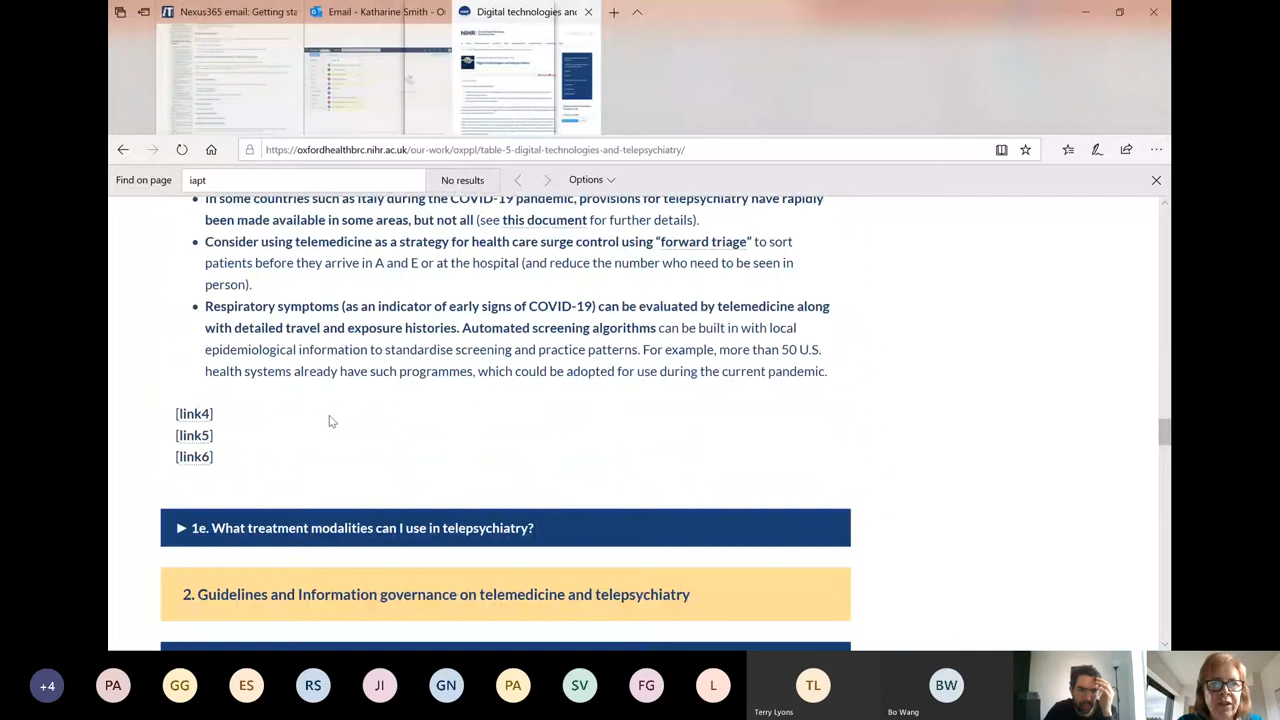 Nexus365 email: Getting sta
Email - Katharine Smith - O
Digital technologies and
NIHR
https://oxfordhealthbrc.nihr.ac.uk/our-work/oxppl/table-5-digital-technologies-and-telepsychiatry/
Find on page
iapt
No results
Options
In some countries such as Italy during the COVID-19 pandemic, provisions for telepsychiatry have rapidly
been made available in some areas, but not all (see this document for further details).
Consider using telemedicine as a strategy for health care surge control using “forward triage” to sort
patients before they arrive in A and E or at the hospital (and reduce the number who need to be seen in
person).
Respiratory symptoms (as an indicator of early signs of COVID-19) can be evaluated by telemedicine along
with detailed travel and exposure histories. Automated screening algorithms can be built in with local
epidemiological information to standardise screening and practice patterns. For example, more than 50 U.S.
health systems already have such programmes, which could be adopted for use during the current pandemic.
[link4]
[link5]
[link6]
1e. What treatment modalities can I use in telepsychiatry?
2. Guidelines and Information governance on telemedicine and telepsychiatry
+4
PA
GG
ES
RS
JI
GN
PA
SV
FG
L
TL
BW
Terry Lyons
Bo Wang